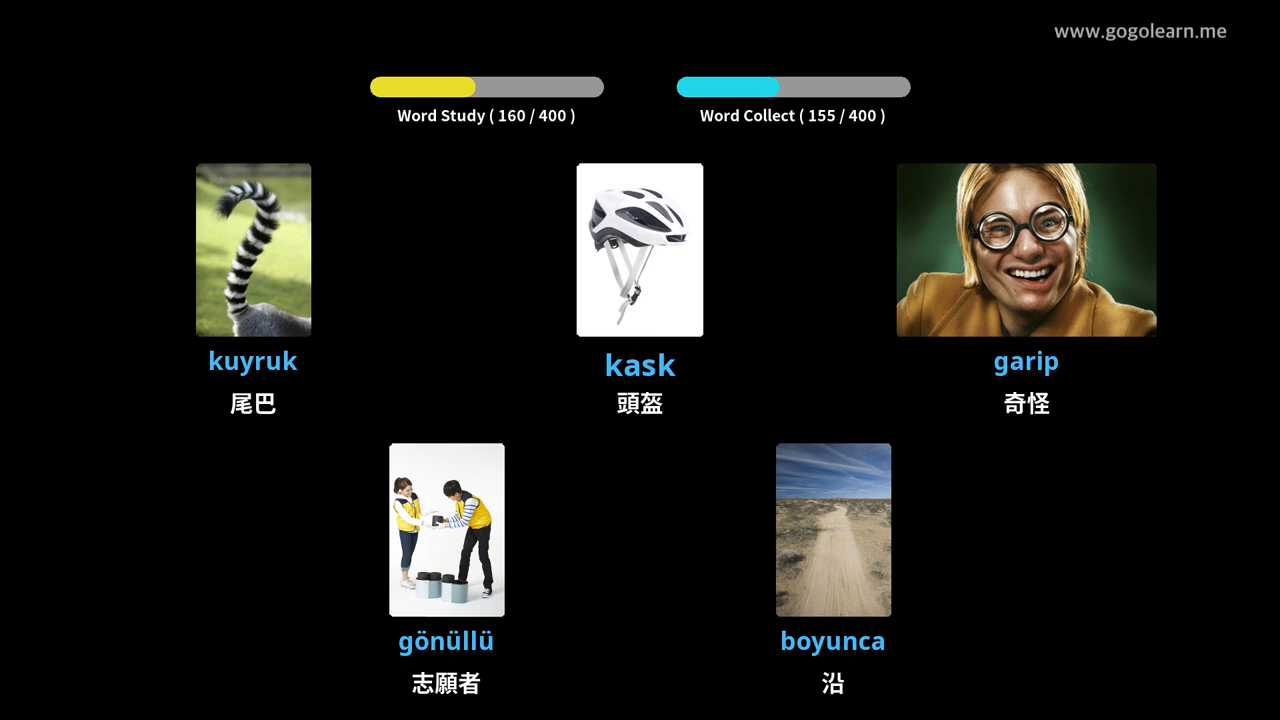 www.gogolearn.me
Word Study ( 160 / 400 )
Word Collect ( 155 / 400 )
kuyruk
尾巴
kask
頭盔
garip
奇怪
gönüllü
志願者
boyunca
沿